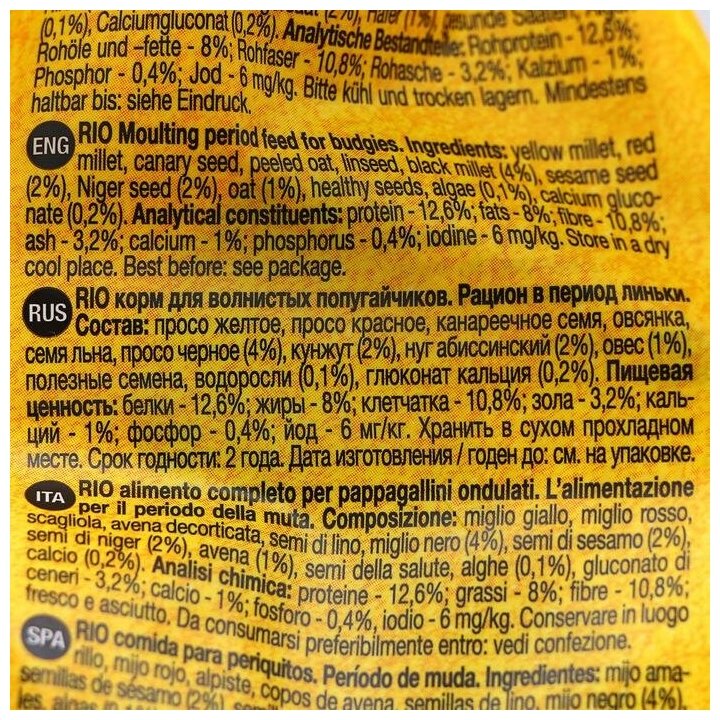 (0,1%), Calciumgluconat (0,2%). Analytische Bestandteile: Rohprotein - 12,6%;
Rohöle und –fette - 8%; Rohfaser - 10,8%; Rohasche - 3,2%; Kalzium - 1%;
Phosphor - 0,4%; Jod - 6 mg/kg. Bitte kühl und trocken lagern. Mindestens
haltbar bis: siehe Eindruck.
ENG RIO Moulting period feed for budgies. Ingredients: yellow millet, red
millet, canary seed, peeled oat, linseed, black millet (4%), sesame seed
(2%), Niger seed (2%), oat (1%), healthy seeds, algae (0,1%), calcium gluco-
nate (0,2%). Analytical constituents: protein - 12,6%; fats - 8%; fibre - 10,8%;
ash - 3,2%; calcium - 1%; phosphorus - 0,4%; iodine - 6 mg/kg. Store in a dry
cool place. Best before: see package.
RUS RIO корм для волнистых попугайчиков. Рацион в период линьки.
Состав: просо желтое, просо красное, канареечное семя, овсянка,
семя льна, просо черное (4%), кунжут (2%), нуг абиссинский (2%), овес (1%),
полезные семена, водоросли (0,1%), глюконат кальция (0,2%). Пищевая
ценность: белки - 12,6%; жиры - 8%; клетчатка - 10,8%; зола - 3,2%; каль-
ций - 1%; фосфор - 0,4%; йод - 6 мг/кг. Хранить в сухом прохладном
месте. Срок годности: 2 года. Дата изготовления / годен до: см. на упаковке.
ITA RIO alimento completo per pappagallini ondulati. L'alimentazione
per il periodo della muta. Composizione: miglio giallo, miglio rosso,
scagliola, avena decorticata, semi di lino, miglio nero (4%), semi di sesamo (2%),
semi di niger (2%), avena (1%), semi della salute, alghe (0,1%), gluconato di
calcio (0,2%). Analisi chimica: proteine - 12,6%; grassi - 8%; fibre - 10,8%;
ceneri - 3,2%; calcio - 1%; fosforo - 0,4%, iodio - 6 mg/kg. Conservare in luogo
fresco e asciutto. Da consumarsi preferibilmente entro: vedi confezione.
SPA RIO comida para periquitos. Período de muda. Ingredientes: mijo ama-
rillo, mijo rojo, alpiste, copos de avena, semillas de lino, mijo negro (4%),
semillas de sésamo (2%)